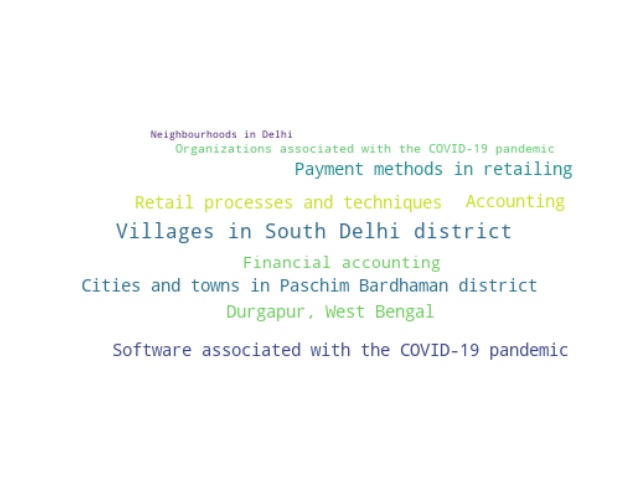 Neighbourhoods in Delhi
Organizations associated with the COVID-19 pandemic
Payment methods in retailing
Retail processes and techniques Accounting
Villages in South Delhi district
Financial accounting
Cities and towns in Paschim Bardhaman district
Durgapur, West Bengal
Software associated with the COVID-19 pandemic